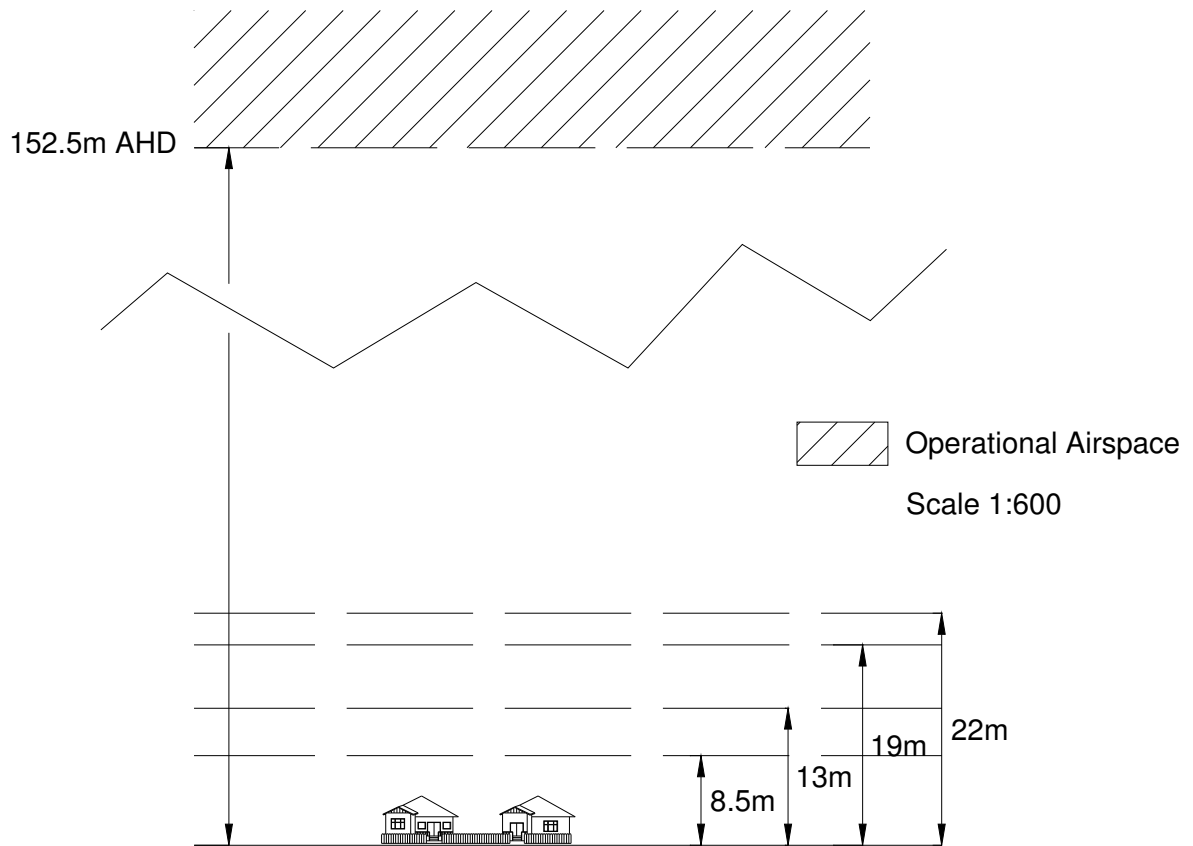 152.5m AHD
Operational Airspace
Scale 1:600
22m
19m
13m
8.5m